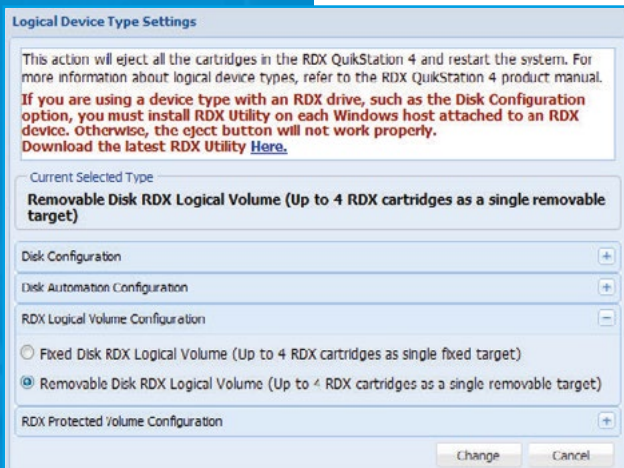 Logical Device Type Settings
This action will eject all the cartridges in the RDX QuikStation 4 and restart the system. For
more information about logical device types, refer to the RDX QuikStation 4 product manual.
If you are using a device type with an RDX drive, such as the Disk Configuration
option, you must install RDX Utility on each Windows host attached to an RDX
device. Otherwise, the eject button will not work properly.
Download the latest RDX Utility Here.
Current Selected Type
Removable Disk RDX Logical Volume (Up to 4 RDX cartridges as a single removable
target)
Disk Configuration
Disk Automation Configuration
RDX Logical Volume Configuration
Fixed Disk RDX Logical Volume (Up to 4 RDX cartridges as single fixed target)
Removable Disk RDX Logical Volume (Up to 4 RDX cartridges as a single removable target)
RDX Protected Volume Configuration
Change Cancel